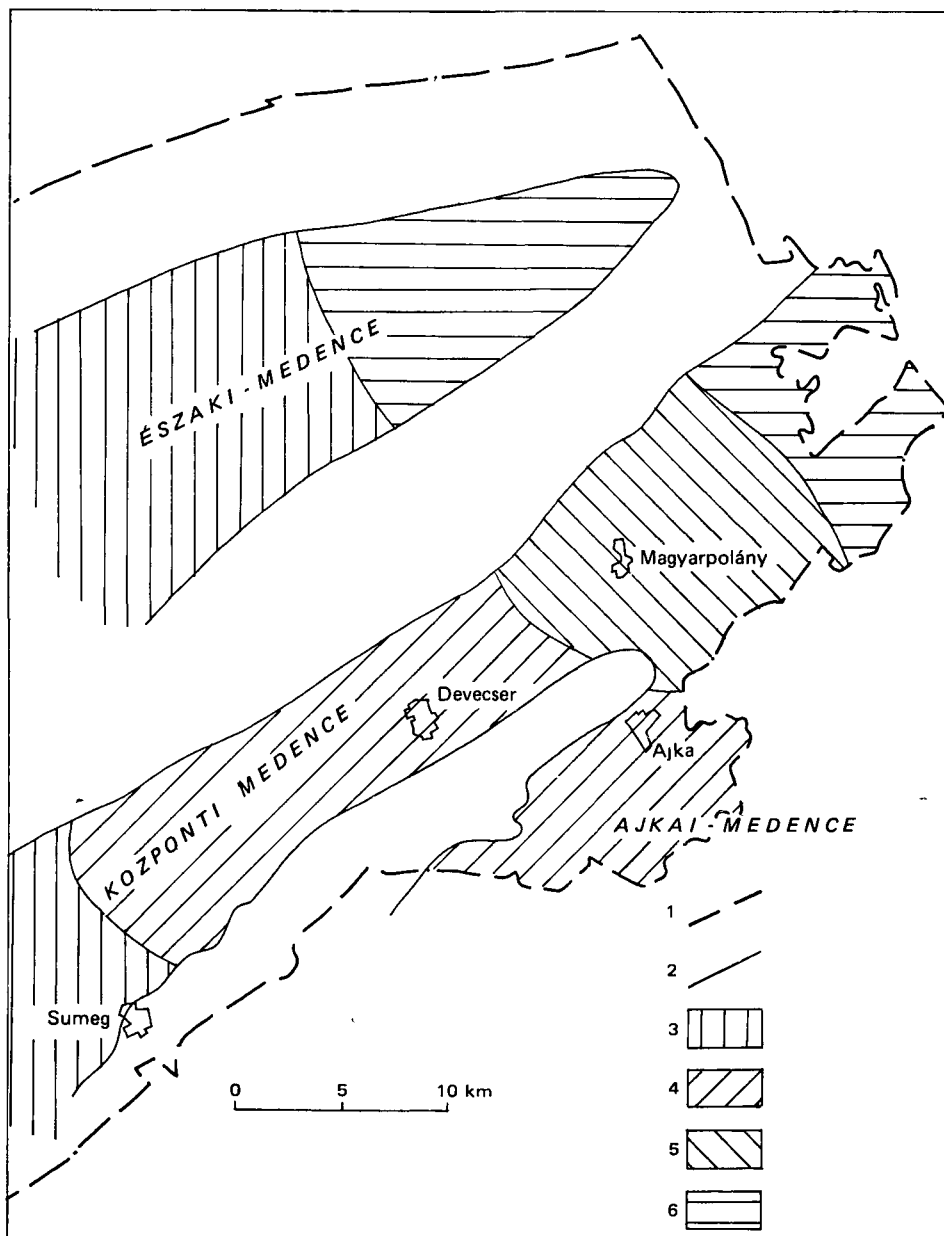 ÉSZAKI-MEDENCE
Magyarpolány
Devecser
KOZPONTI MEDENCE
Ajka
AJKAI-MEDENCE
Sumeg
0 5 10 km
1
2
3
4
5
6